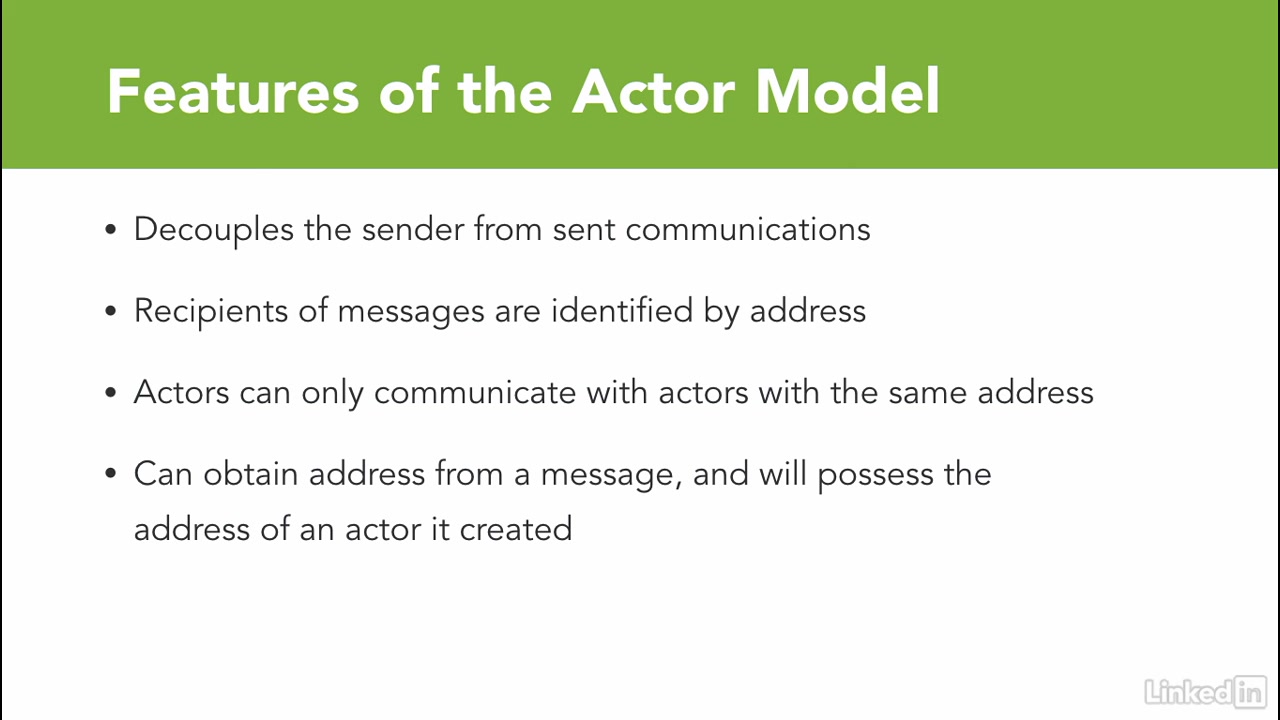 Features of the Actor Model
• Decouples the sender from sent communications
• Recipients of messages are identified by address
• Actors can only communicate with actors with the same address
• Can obtain address from a message, and will possess the
address of an actor it created
Linked in